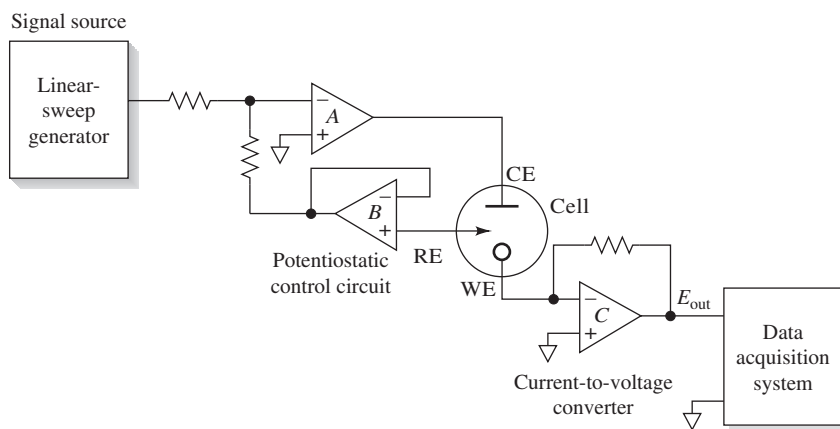 Signal source
Linear-
sweep
generator
−
A
+
CE
Cell
−
B
+
RE
Potentiostatic
control circuit
WE
−
C
+
Eout
Current-to-voltage
converter
Data
acquisition
system